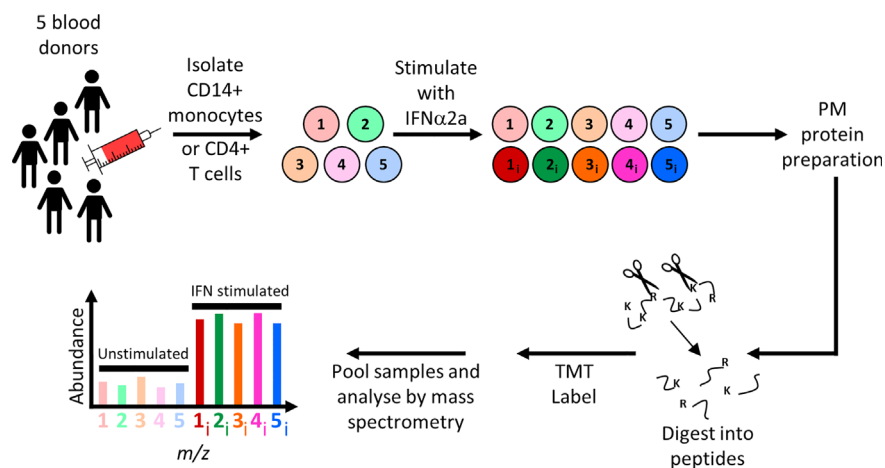 5 blood
donors
Isolate
CD14+
monocytes
or CD4+
T cells
1 2
3 4 5
Stimulate
with
IFNα2a
1 2 3 4 5
1i 2i 3i 4i 5i
PM
protein
preparation
K R K K R
K
K R
R K
Digest into
peptides
TMT
Label
Pool samples and
analyse by mass
spectrometry
Abundance
IFN stimulated
Unstimulated
1 2 3 4 5 1i 2i 3i 4i 5i
m/z